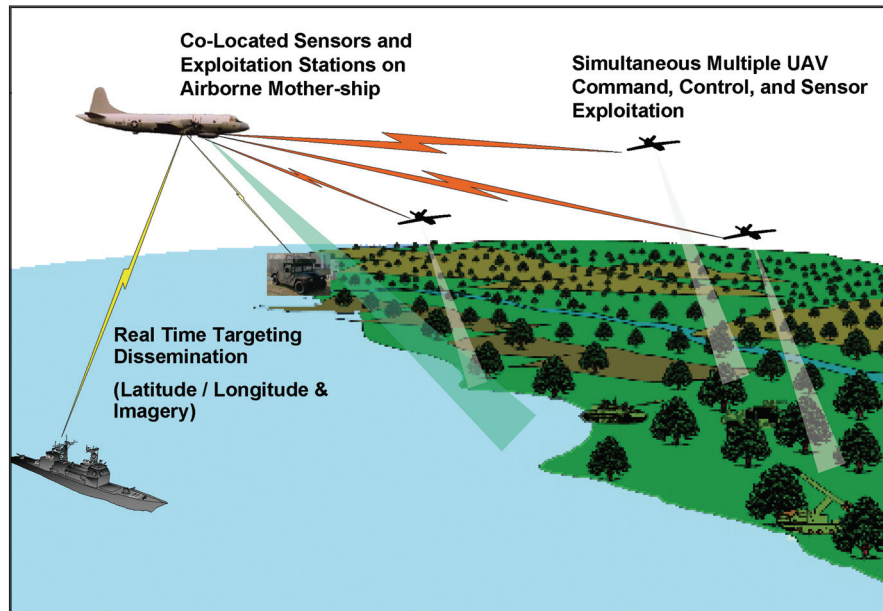 Co-Located Sensors and
Exploitation Stations on
Airborne Mother-ship
Simultaneous Multiple UAV
Command, Control, and Sensor
Exploitation
Real Time Targeting
Dissemination
(Latitude / Longitude &
Imagery)